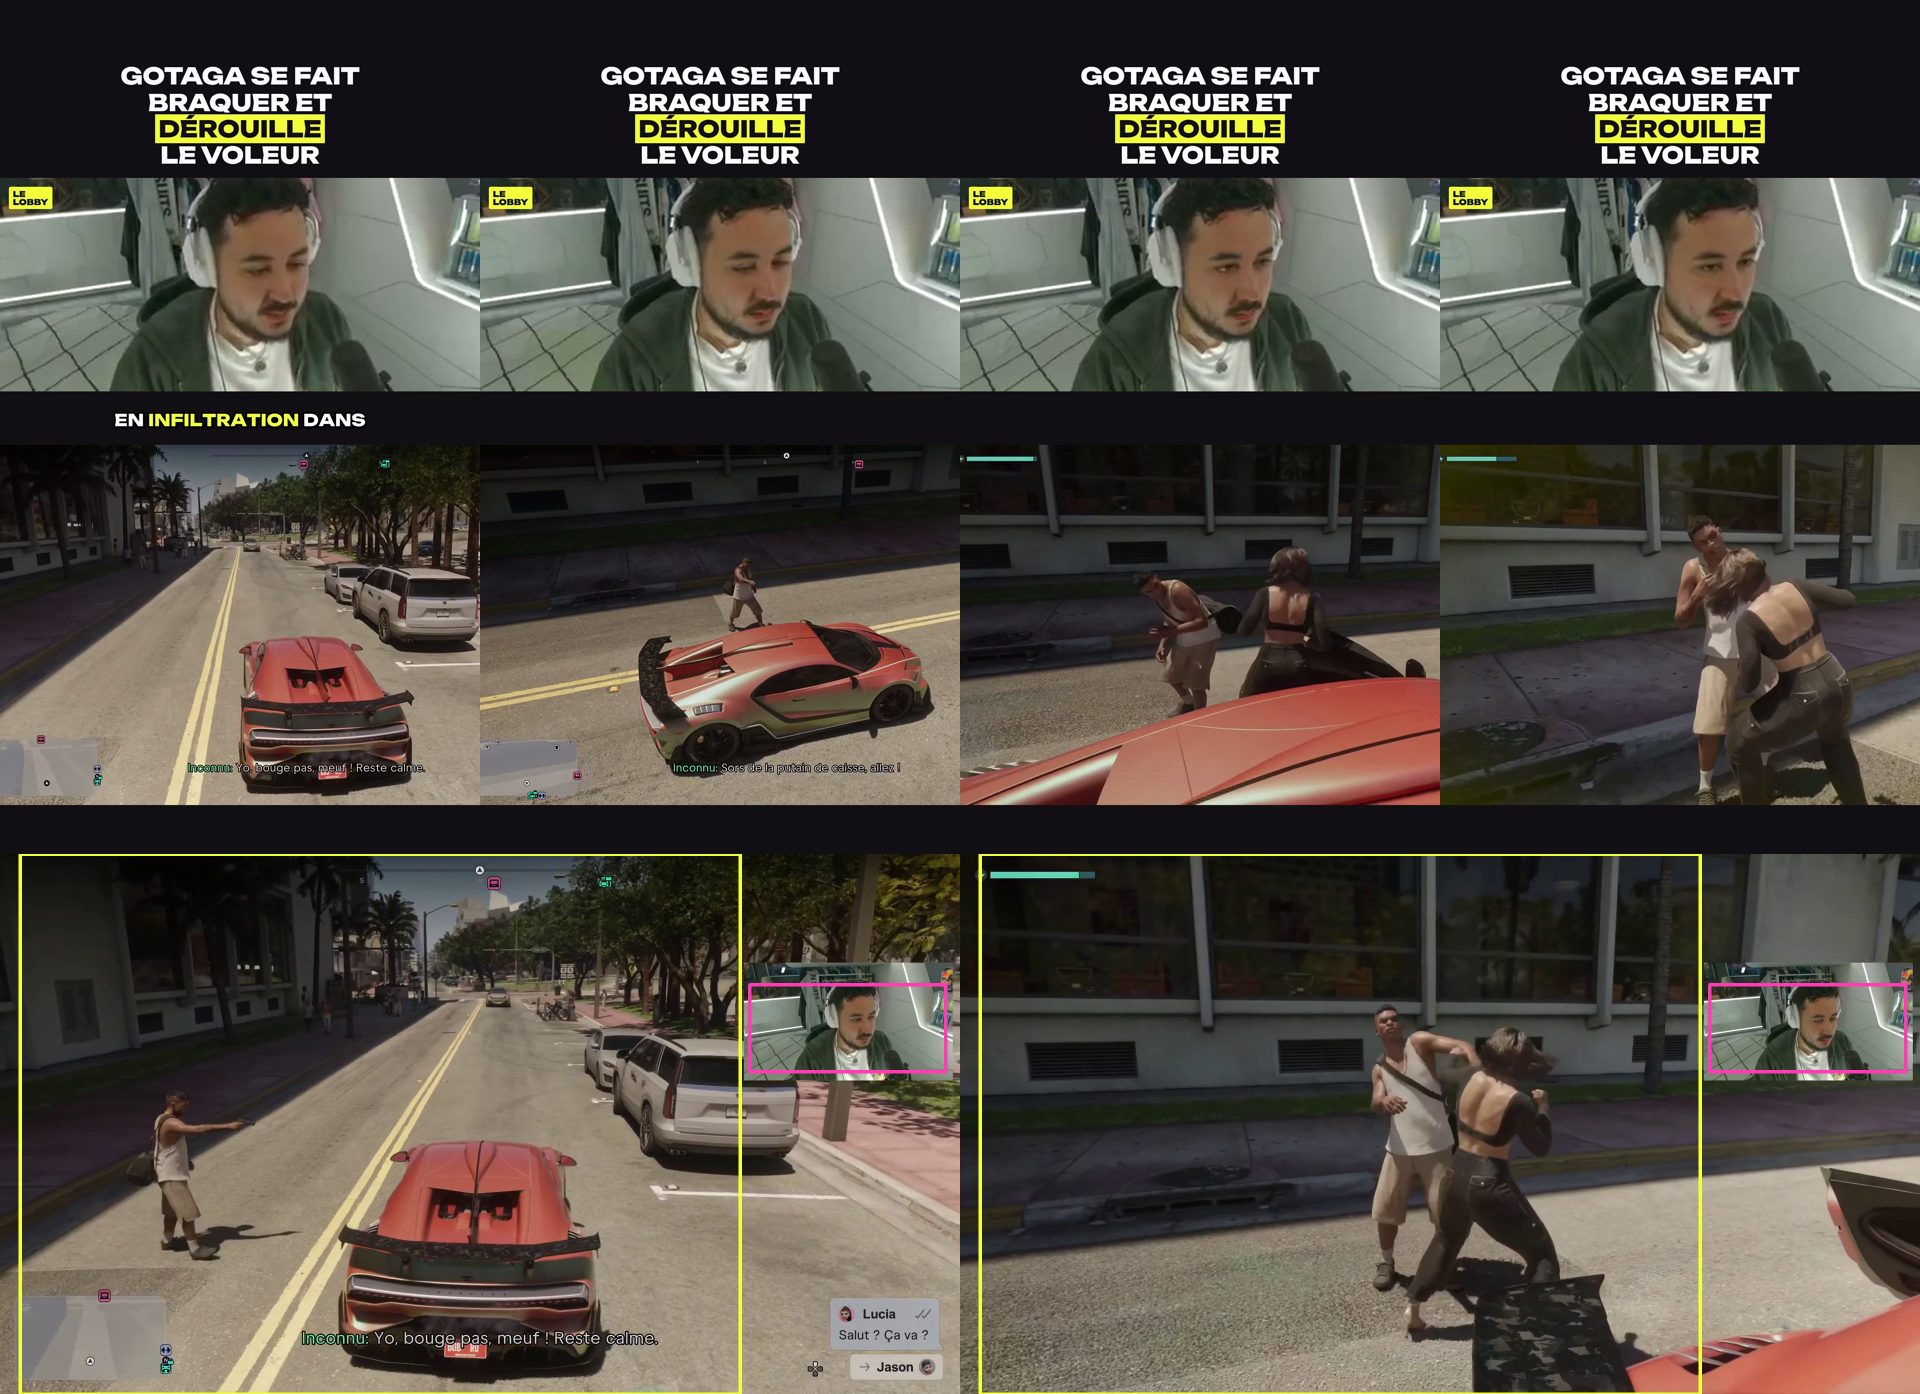 GOTAGA SE FAIT
BRAQUER ET
DÉROUILLE
LE VOLEUR
GOTAGA SE FAIT
BRAQUER ET
DÉROUILLE
LE VOLEUR
GOTAGA SE FAIT
BRAQUER ET
DÉROUILLE
LE VOLEUR
GOTAGA SE FAIT
BRAQUER ET
DÉROUILLE
LE VOLEUR
LE
LOBBY
LE
LOBBY
LE
LOBBY
LE
LOBBY
EN INFILTRATION DANS
Inconnu: Yo, bouge pas, meuf ! Reste calme.
Inconnu: Sors de la putain de caisse, allez !
Lucia
Salut ? Ça va ?
Inconnu: Yo, bouge pas, meuf ! Reste calme.
Jason